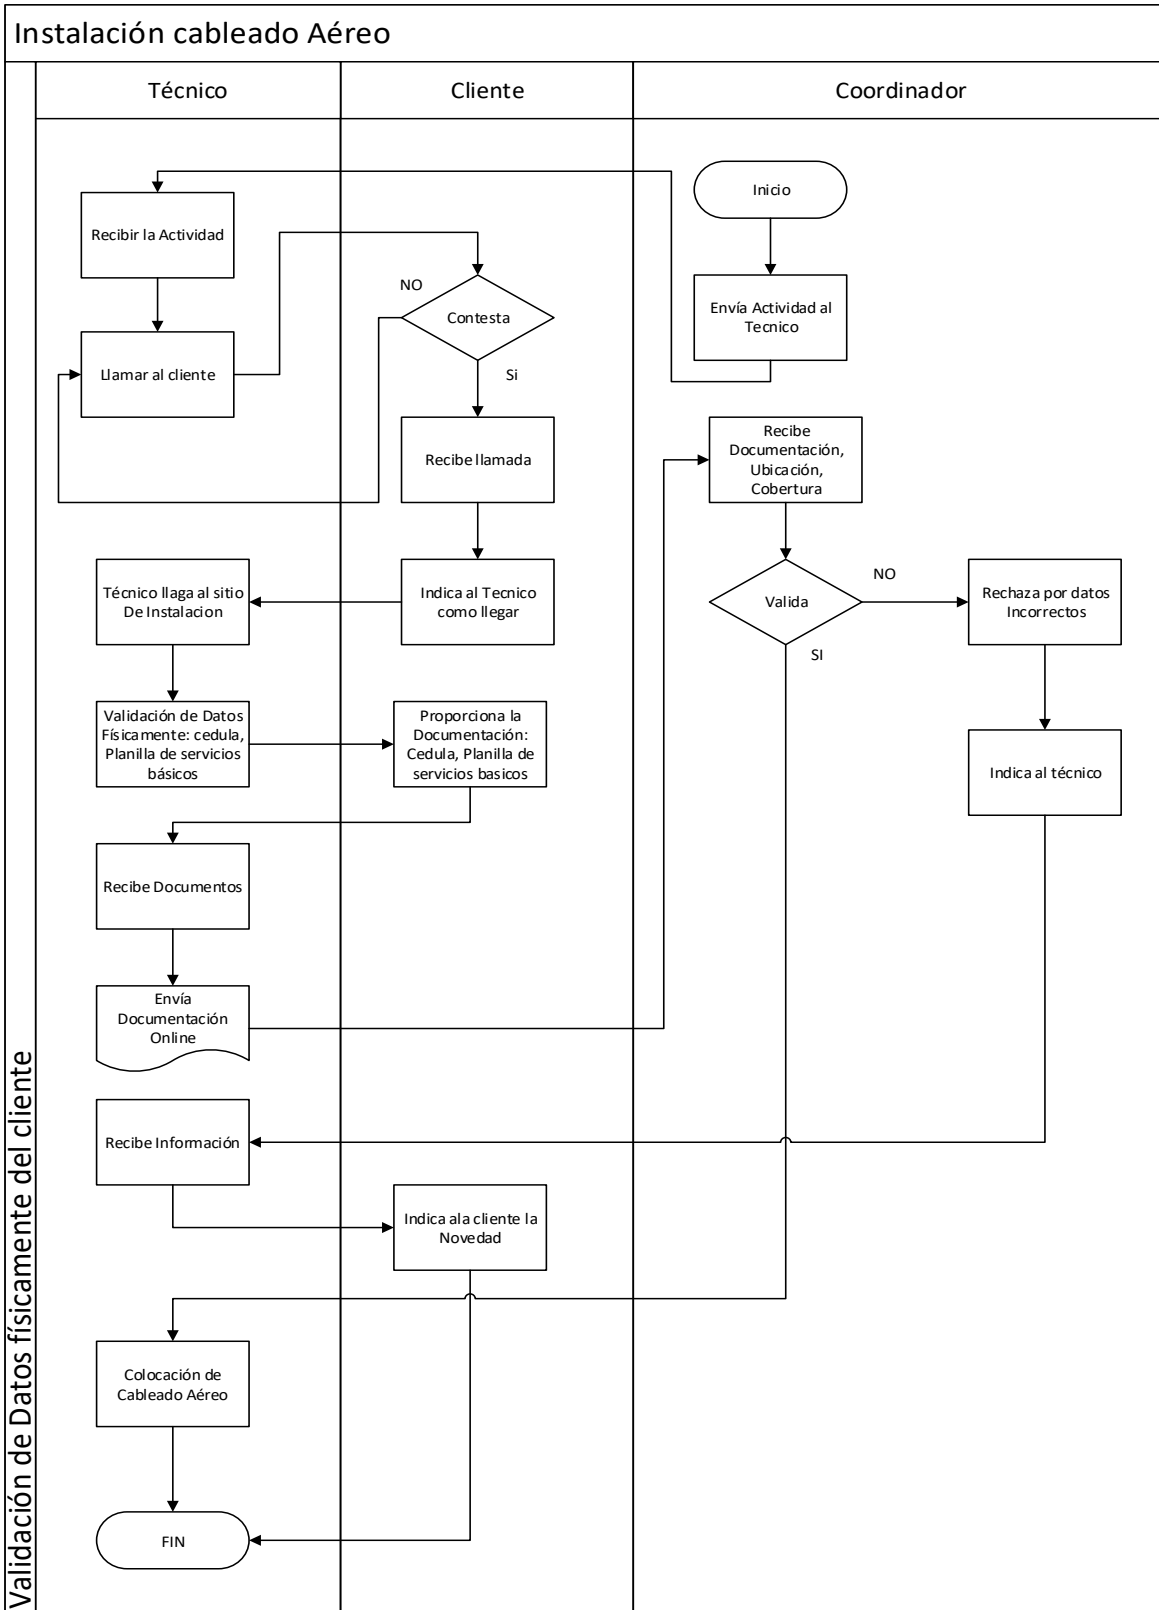 Instalación cableado Aéreo
Técnico
Cliente
Coordinador
Validación de Datos físicamente del cliente
Inicio
Recibir la Actividad
Envía Actividad al
Tecnico
NO
Contesta
Si
Llamar al cliente
Recibe llamada
Recibe
Documentación,
Ubicación,
Cobertura
Técnico llaga al sitio
De Instalacion
Indica al Tecnico
como llegar
Valida
NO
SI
Rechaza por datos
Incorrectos
Validación de Datos
Físicamente: cedula,
Planilla de servicios
básicos
Proporciona la
Documentación:
Cedula, Planilla de
servicios basicos
Indica al técnico
Recibe Documentos
Envía
Documentación
Online
Recibe Información
Indica ala cliente la
Novedad
Colocación de
Cableado Aéreo
FIN